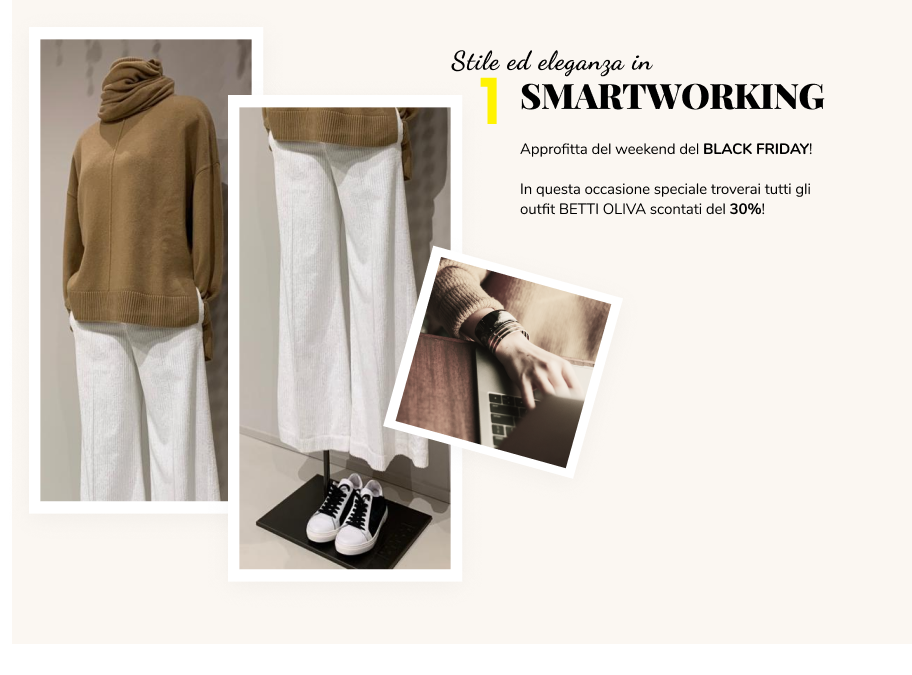 Stile ed eleganza in
1 SMARTWORKING
Approfitta del weekend del BLACK FRIDAY!
In questa occasione speciale troverai tutti gli
outfit BETTI OLIVA scontati del 30%!